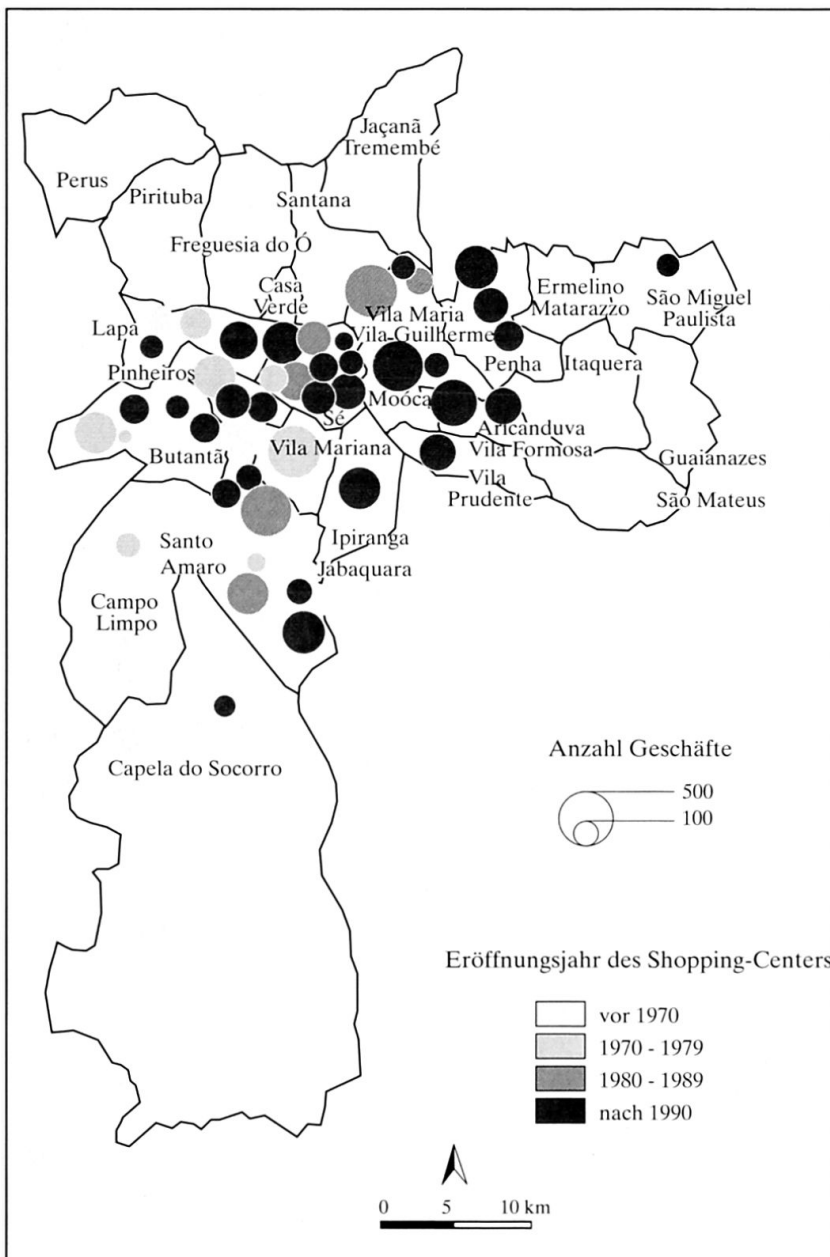 Jaçanã
Tremembé
Perus
Pirituba
Santana
Freguesia do Ó
Casa
Verde
Ermelino
Matarazzo
São Miguel
Paulista
Vila Maria
Vila Guilherme
Lapa
Penha
Itaquera
Pinheiros
Moóca
Sé
Aricanduva
Vila Formosa
Vila Mariana
Butantã
Guaianazes
Vila
Prudente
São Mateus
Ipiranga
Santo
Amaro
Jabaquara
Campo
Limpo
Capela do Socorro
Anzahl Geschäfte
500
100
Eröffnungsjahr des Shopping-Centers
vor 1970
1970 - 1979
1980 - 1989
nach 1990
0 5 10 km